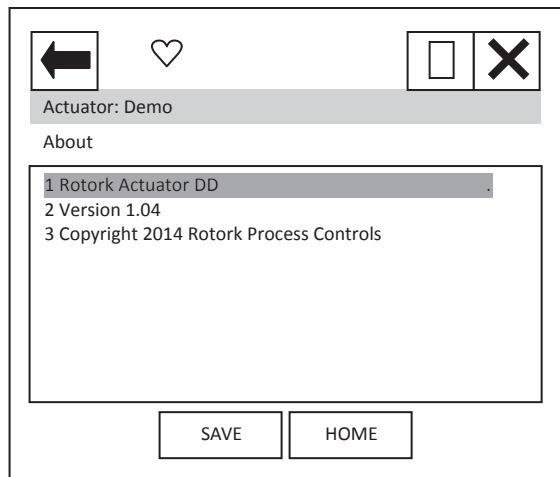 Actuator: Demo
About
1 Rotork Actuator DD .
2 Version 1.04
3 Copyright 2014 Rotork Process Controls
SAVE HOME